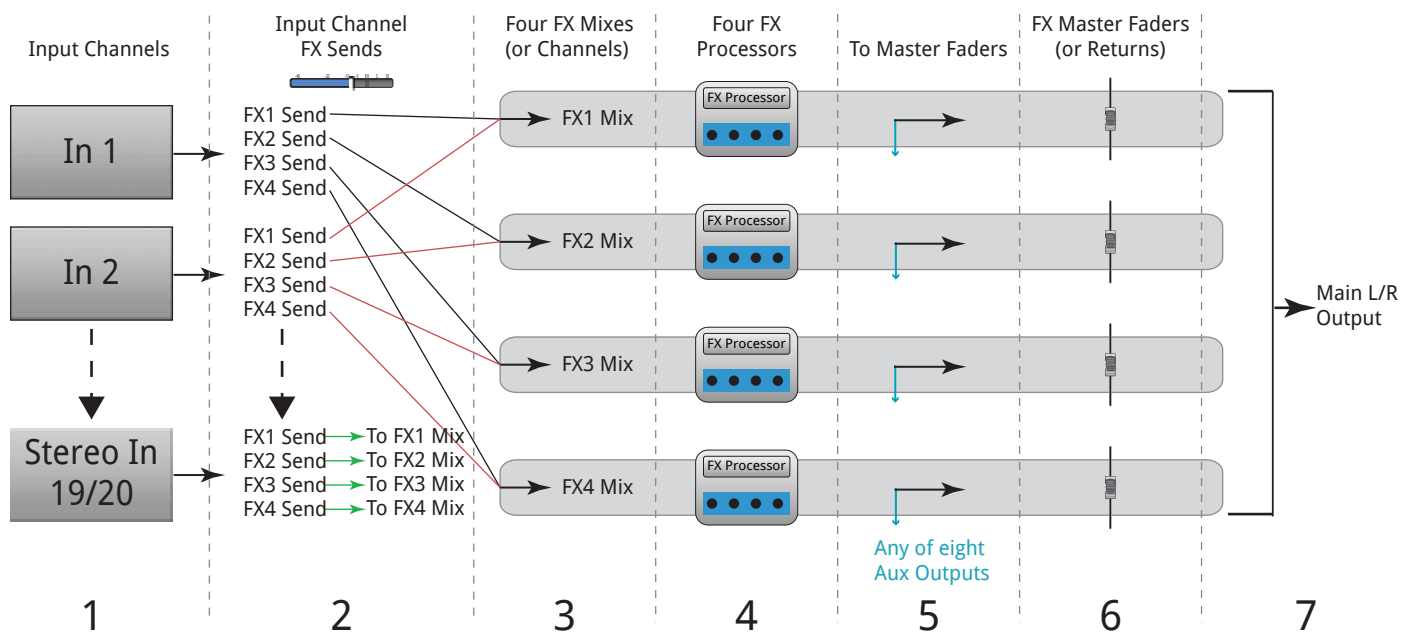 Input Channels
Input Channel
FX Sends
Four FX Mixes
(or Channels)
Four FX
Processors
To Master Faders
FX Master Faders
(or Returns)
In 1
FX1 Send
FX2 Send
FX3 Send
FX4 Send
In 2
FX1 Send
FX2 Send
FX3 Send
FX4 Send
Stereo In
19/20
FX1 Send
To FX1 Mix
FX2 Send
To FX2 Mix
FX3 Send
To FX3 Mix
FX4 Send
To FX4 Mix
FX1 Mix
FX Processor
FX2 Mix
FX Processor
FX3 Mix
FX Processor
FX4 Mix
FX Processor
Any of eight
Aux Outputs
Main L/R
Output
1
2
3
4
5
6
7